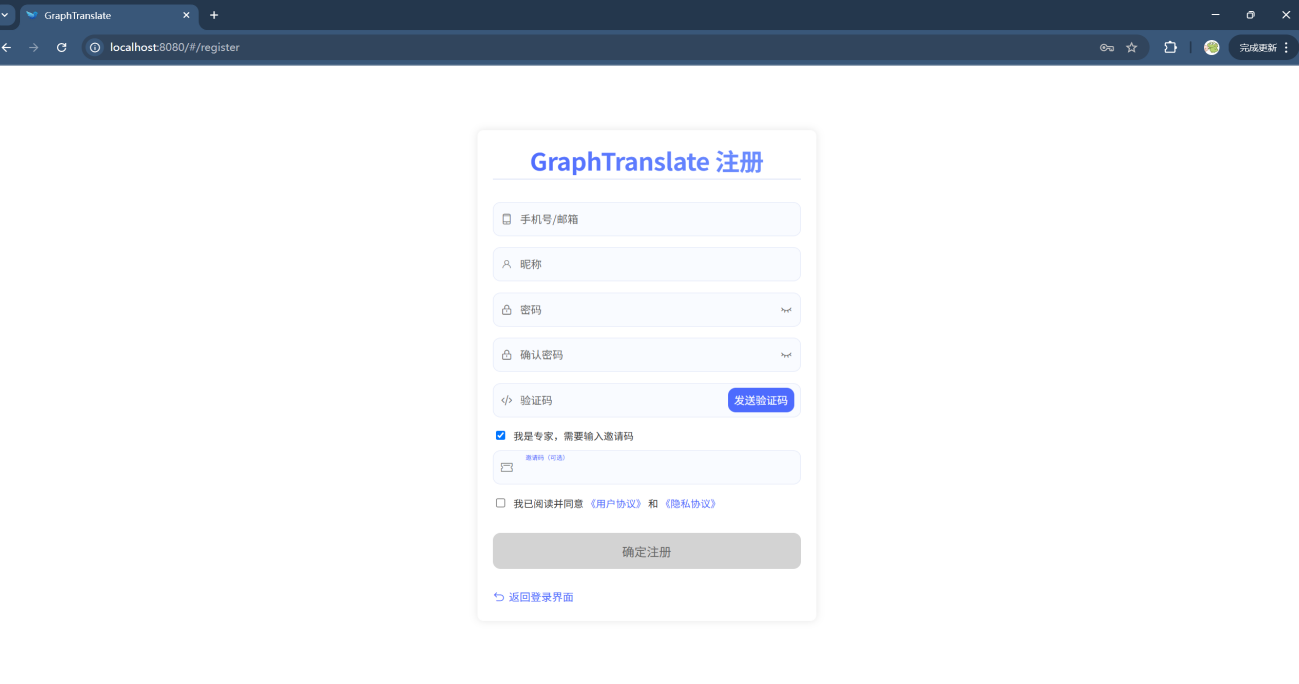 GraphTranslate
localhost:8080/#/register
完成更新
GraphTranslate 注册
手机号/邮箱
昵称
密码
确认密码
验证码
发送验证码
我是专家，需要输入邀请码
邀请码（可选）
我已阅读并同意 《用户协议》 和 《隐私协议》
确定注册
返回登录界面